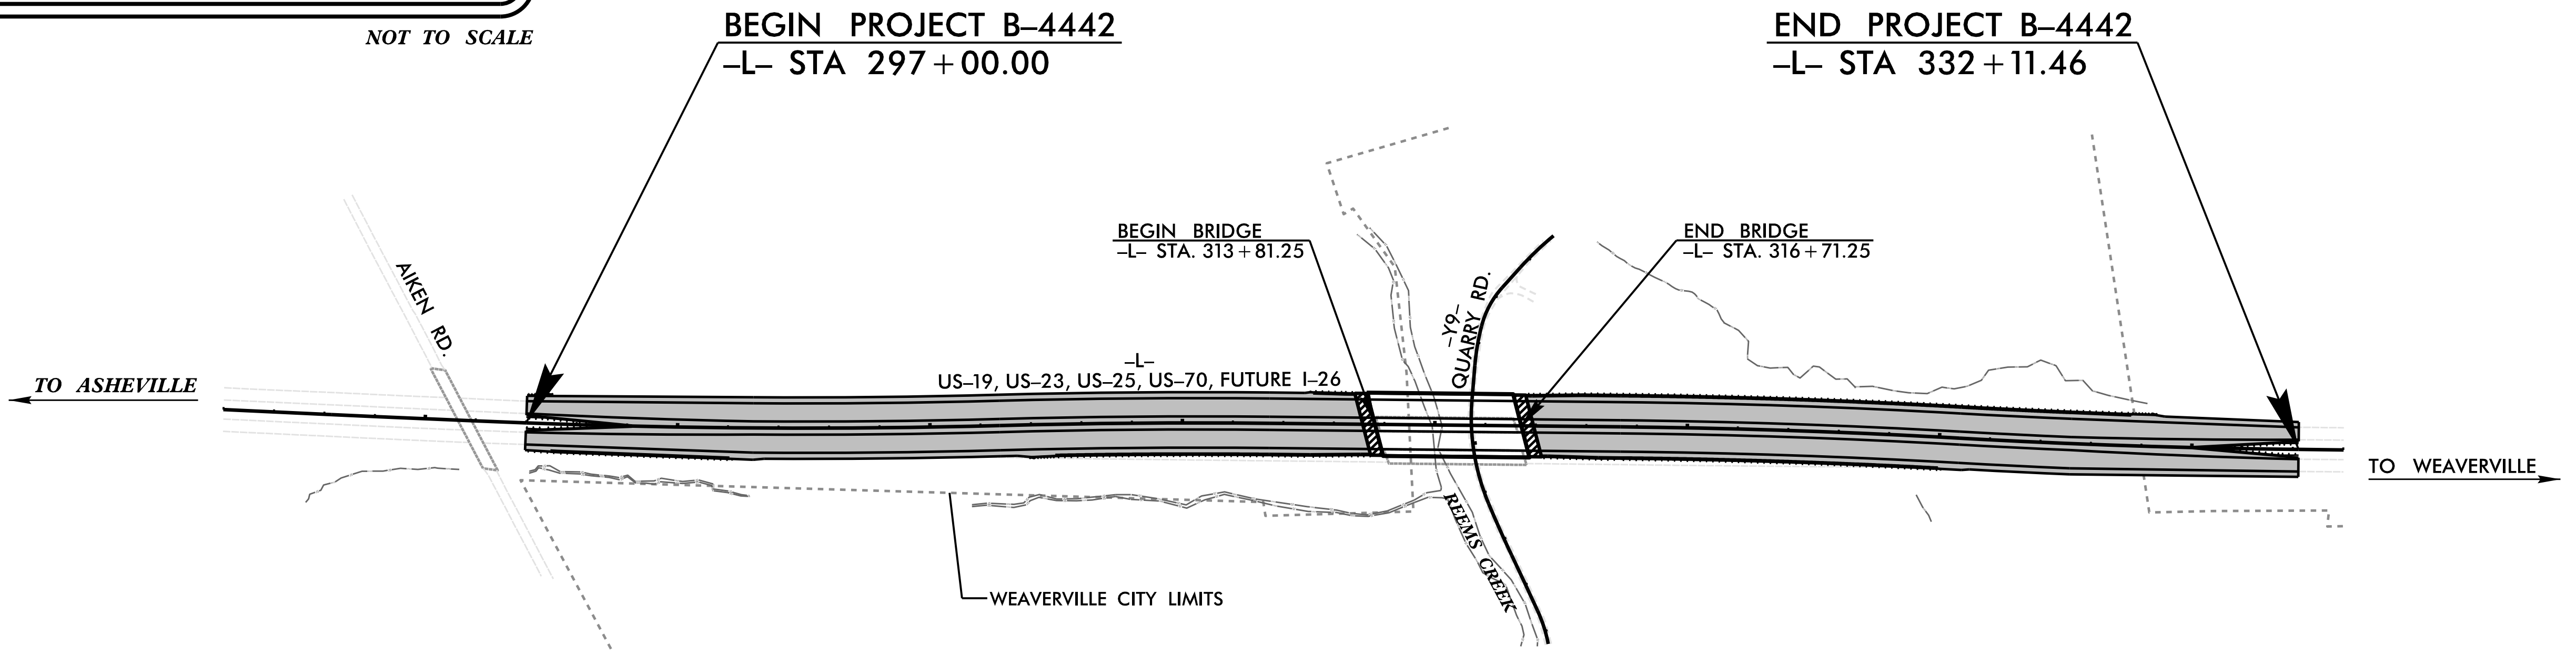 NOT TO SCALE
BEGIN PROJECT B–4442
–L– STA 297+00.00
END PROJECT B–4442
–L– STA 332+11.46
BEGIN BRIDGE
–L– STA. 313+81.25
END BRIDGE
–L– STA. 316+71.25
AIKEN RD.
–Y9–
QUARRY RD.
–L–
US–19, US–23, US–25, US–70, FUTURE I–26
TO ASHEVILLE
TO WEAVERVILLE
REEMS CREEK
WEAVERVILLE CITY LIMITS